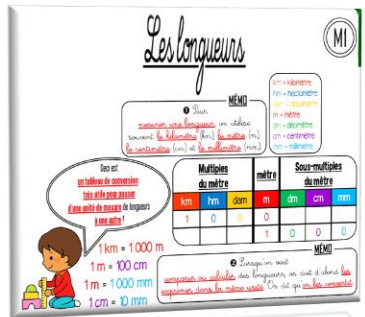 Les longueurs
M1
MÉMO
❶ Pour
mesurer une longueur on utilise
souvent le kilomètre (km), le mètre (m),
le centimètre (cm) et le millimètre (mm).
km = kilomètre
hm = hectomètre
dam = décamètre
m = mètre
dm = décimètre
cm = centimètre
mm = millimètre
Ceci est
un tableau de conversion
très utile pour passer
d'une unité de mesure de longueurs
à une autre !
Multiples
du mètre
mètre
Sous-multiples
du mètre
km hm dam m dm cm mm
1 0 0 0
1 0 0 0
1 km = 1 000 m
1 m = 100 cm
1 m = 1 000 mm
1 cm = 10 mm
MÉMO
❷ Lorsqu'on veut
comparer ou calculer des longueurs, on doit d'abord les
exprimer dans la même unité. On dit qu'on les convertit.